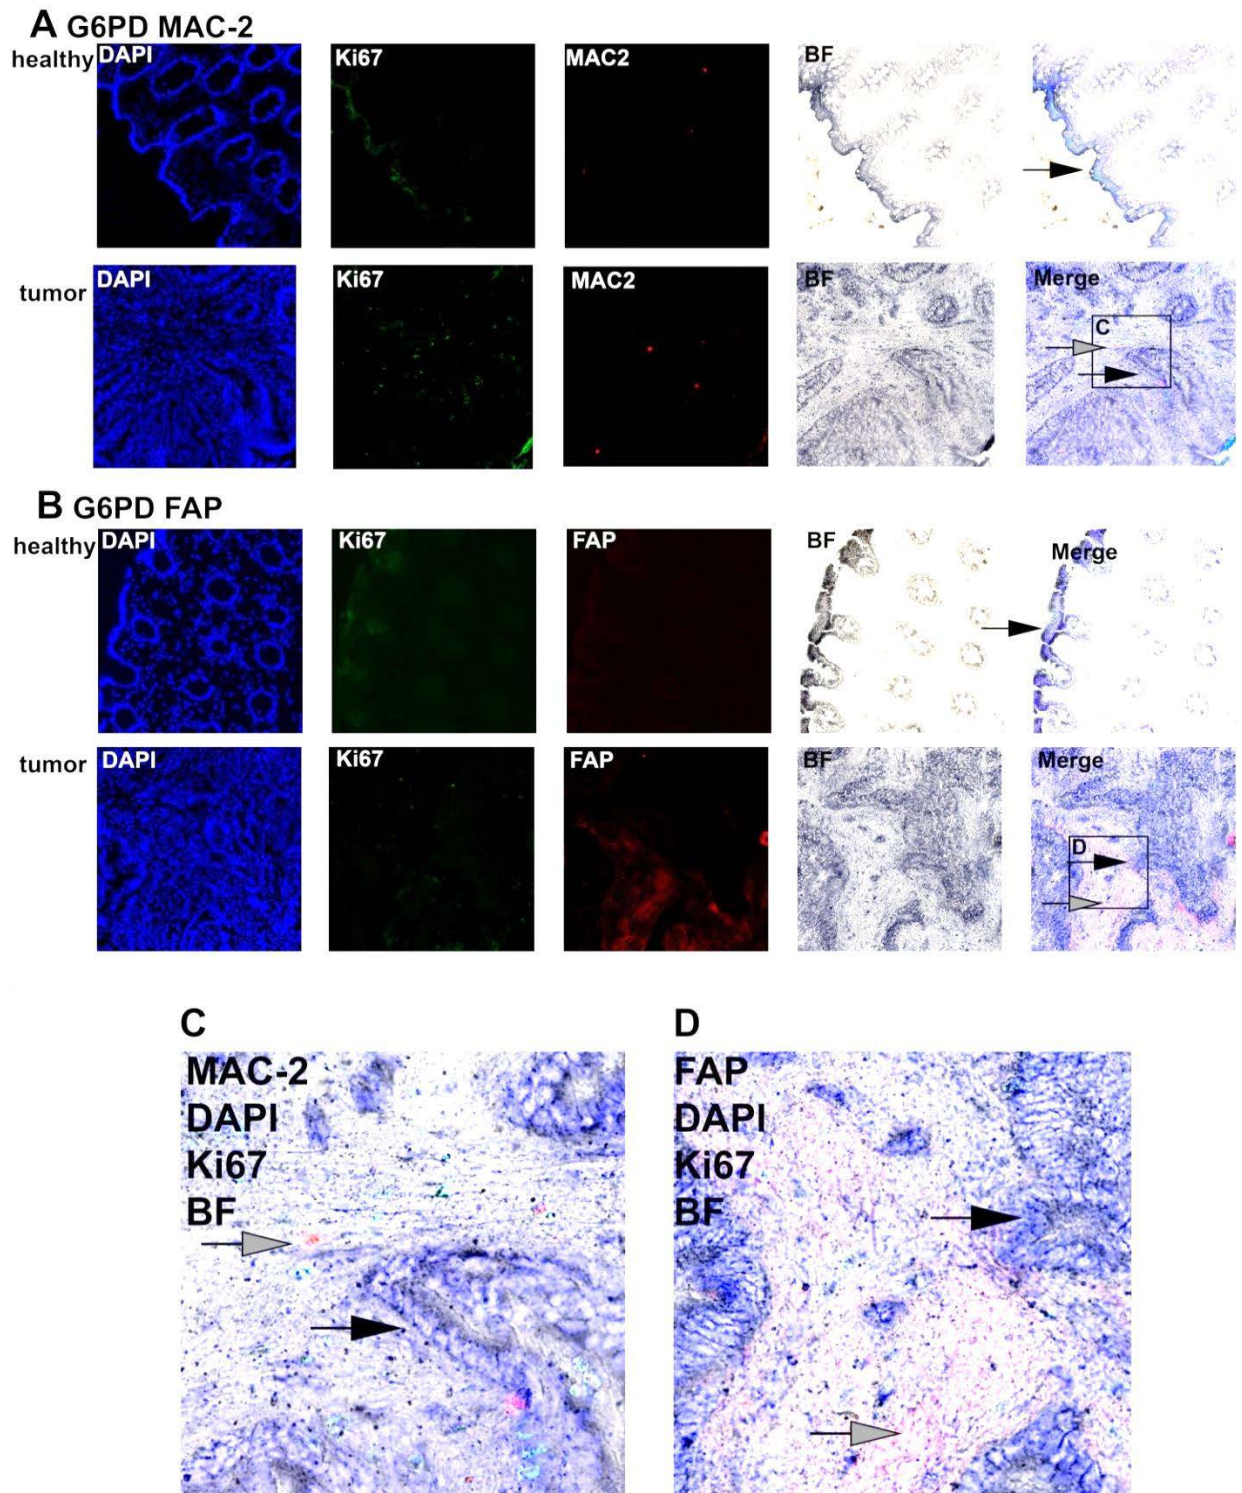 A G6PD MAC-2
healthy
DAPI
Ki67
MAC2
BF
tumor
DAPI
Ki67
MAC2
BF
Merge
C
B G6PD FAP
healthy
DAPI
Ki67
FAP
BF
Merge
tumor
DAPI
Ki67
FAP
BF
Merge
D
C
MAC-2
DAPI
Ki67
BF
D
FAP
DAPI
Ki67
BF